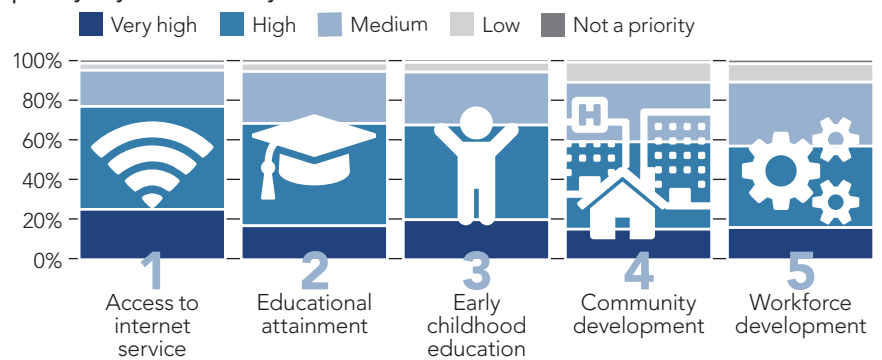 Very high High Medium Low Not a priority
100%
80%
60%
40%
20%
0%
H
1 2 3 4 5
Access to internet service
Educational attainment
Early childhood education
Community development
Workforce development